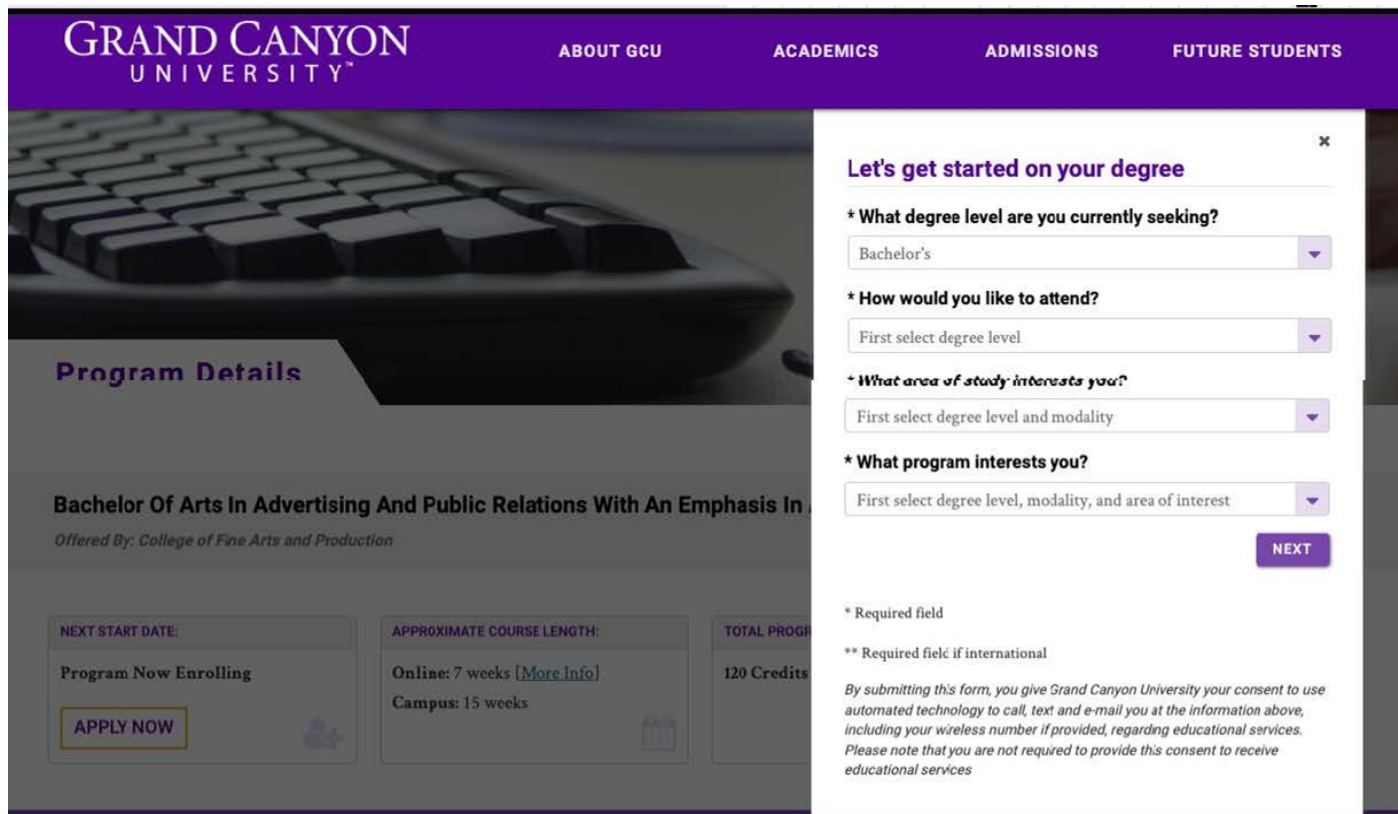 GRAND CANYON
UNIVERSITY™
ABOUT GCU
ACADEMICS
ADMISSIONS
FUTURE STUDENTS
Program Details
Bachelor Of Arts In Advertising And Public Relations With An Emphasis In
Offered By: College of Fine Arts and Production
NEXT START DATE:
Program Now Enrolling
APPLY NOW
APPROXIMATE COURSE LENGTH:
Online: 7 weeks [More Info]
Campus: 15 weeks
TOTAL PROGR
120 Credits
Let's get started on your degree
* What degree level are you currently seeking?
Bachelor's
* How would you like to attend?
First select degree level
* What area of study interests you?
First select degree level and modality
* What program interests you?
First select degree level, modality, and area of interest
NEXT
* Required field
** Required field if international
By submitting this form, you give Grand Canyon University your consent to use
automated technology to call, text and e-mail you at the information above,
including your wireless number if provided, regarding educational services.
Please note that you are not required to provide this consent to receive
educational services